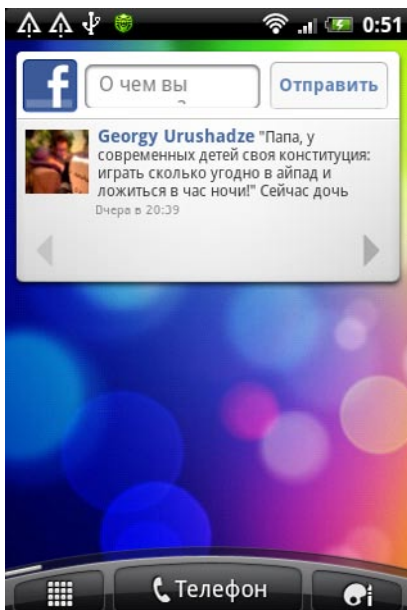 0:51
f
О чем вы
Отправить
Georgy Urushadze "Папа, у
современных детей своя конституция:
играть сколько угодно в айпад и
ложиться в час ночи!" Сейчас дочь
Вчера в 20:39
Телефон